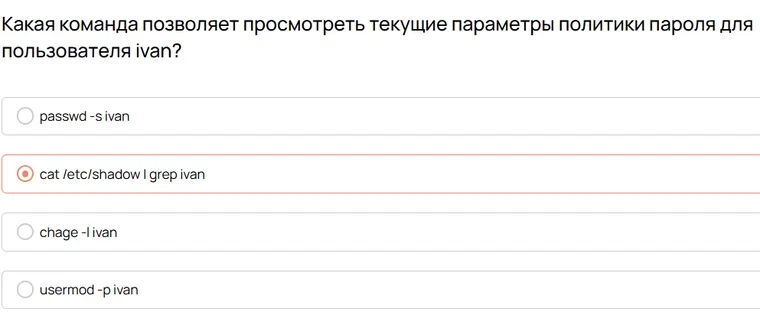 Какая команда позволяет просмотреть текущие параметры политики пароля для
пользователя ivan?
passwd -s ivan
cat /etc/shadow | grep ivan
chage -l ivan
usermod -p ivan